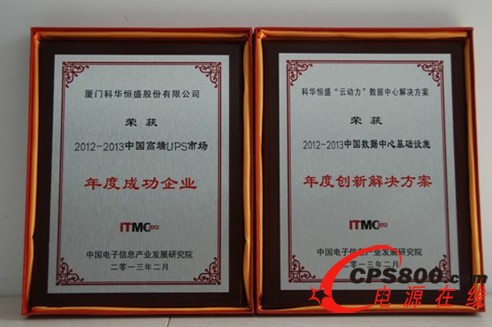 厦门科华恒盛股份有限公司
荣获
2012-2013中国高端UPS市场
年度成功企业
ITMC2013
中国电子信息产业发展研究院
二〇一三年二月
科华恒盛“云动力”数据中心解决方案
荣获
2012-2013中国数据中心基础设施
年度创新解决方案
ITMC2013
中国电子信息产业发展研究院
二〇一三年二月
CPS800.com
电源在线